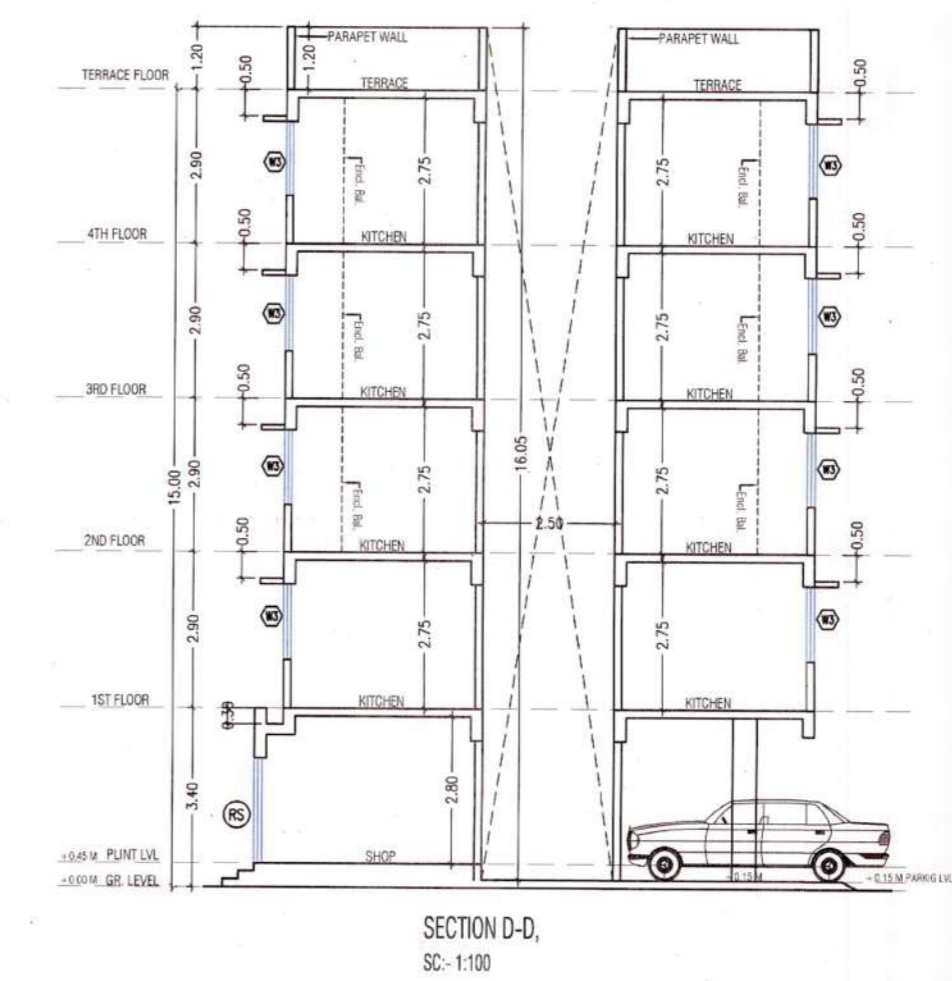 PARAPET WALL
PARAPET WALL
1.20
1.20
0.50
0.50
TERRACE FLOOR
TERRACE
TERRACE
W3
2.90
Encl. Bal.
2.75
2.75
Encl. Bal.
W3
4TH FLOOR
0.50
KITCHEN
KITCHEN
0.50
W3
2.90
Encl. Bal.
2.75
2.75
Encl. Bal.
W3
3RD FLOOR
0.50
KITCHEN
KITCHEN
0.50
15.00
W3
2.90
Encl. Bal.
2.75
16.05
2.75
Encl. Bal.
W3
2.50
2ND FLOOR
0.50
KITCHEN
KITCHEN
0.50
W3
2.90
2.75
2.75
W3
1ST FLOOR
0.30
KITCHEN
KITCHEN
3.40
RS
2.80
+0.45 M PLINT LVL
SHOP
+0.00 M GR. LEVEL
+0.15 M
+0.15 M PARKIG LVL
SECTION D-D,
SC:- 1:100